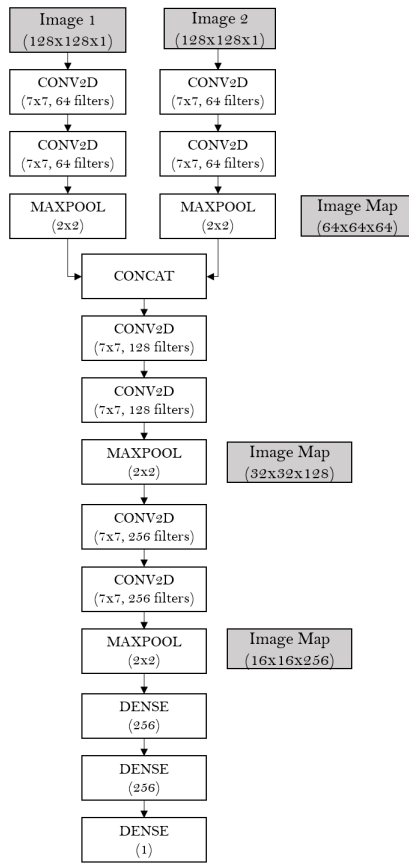 Image 1
(128x128x1)
Image 2
(128x128x1)
CONV2D
(7x7, 64 filters)
CONV2D
(7x7, 64 filters)
CONV2D
(7x7, 64 filters)
CONV2D
(7x7, 64 filters)
MAXPOOL
(2x2)
MAXPOOL
(2x2)
Image Map
(64x64x64)
CONCAT
CONV2D
(7x7, 128 filters)
CONV2D
(7x7, 128 filters)
MAXPOOL
(2x2)
Image Map
(32x32x128)
CONV2D
(7x7, 256 filters)
CONV2D
(7x7, 256 filters)
MAXPOOL
(2x2)
Image Map
(16x16x256)
DENSE
(256)
DENSE
(256)
DENSE
(1)